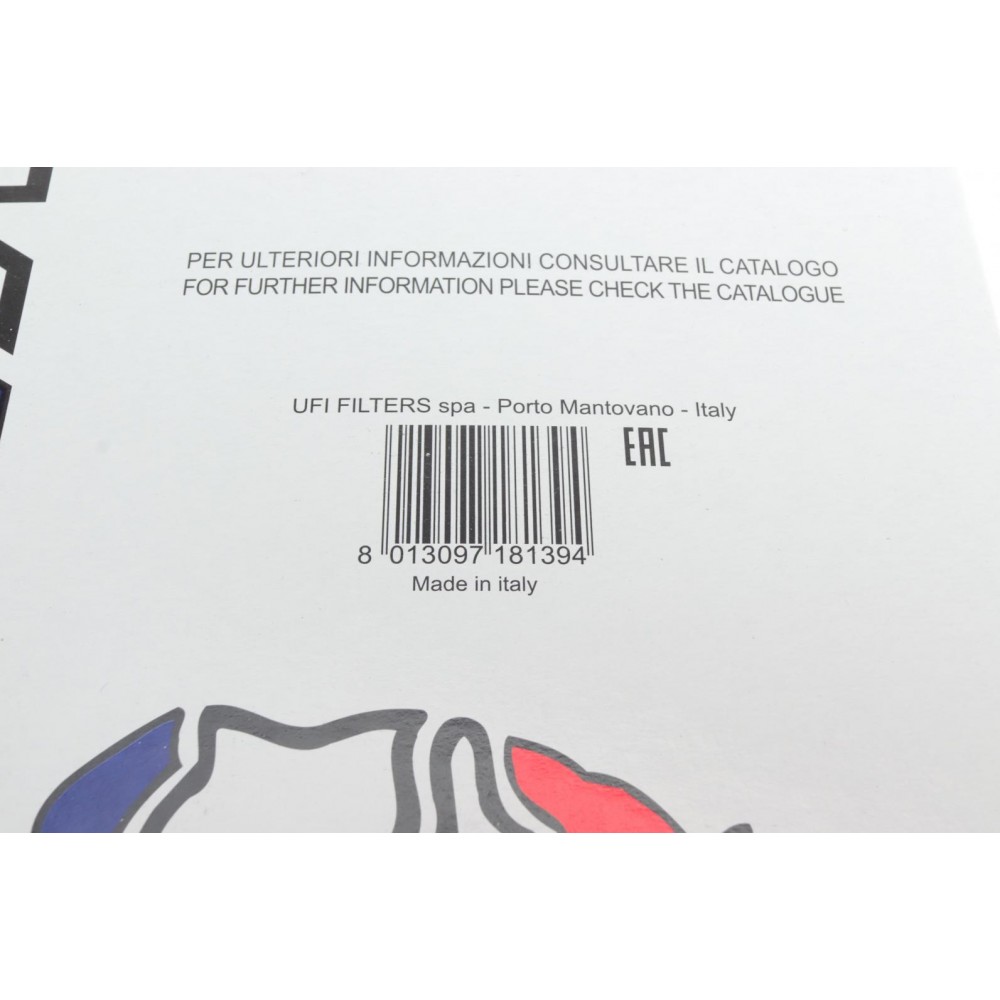 PER ULTERIORI INFORMAZIONI CONSULTARE IL CATALOGO
FOR FURTHER INFORMATION PLEASE CHECK THE CATALOGUE
UFI FILTERS spa - Porto Mantovano - Italy
EAC
8 013097 181394
Made in italy